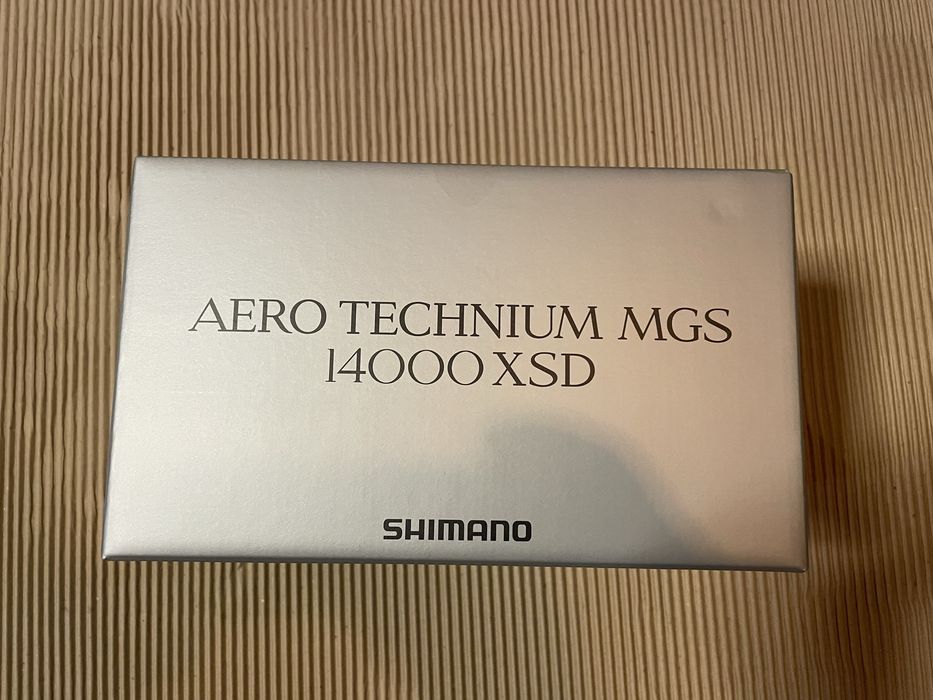 AERO TECHNIUM MGS
14000 XSD
SHIMANO